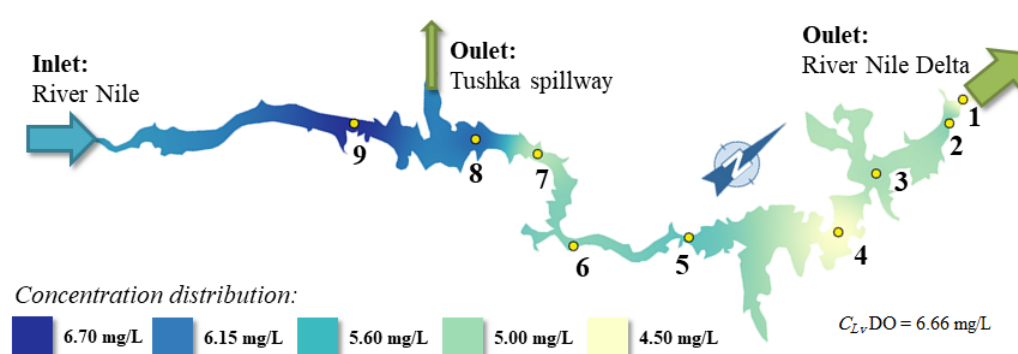 Inlet:
River Nile
Oulet:
Tushka spillway
Oulet:
River Nile Delta
1
2
3
4
5
6
7
8
9
N
Concentration distribution:
6.70 mg/L
6.15 mg/L
5.60 mg/L
5.00 mg/L
4.50 mg/L
C_Lv DO = 6.66 mg/L